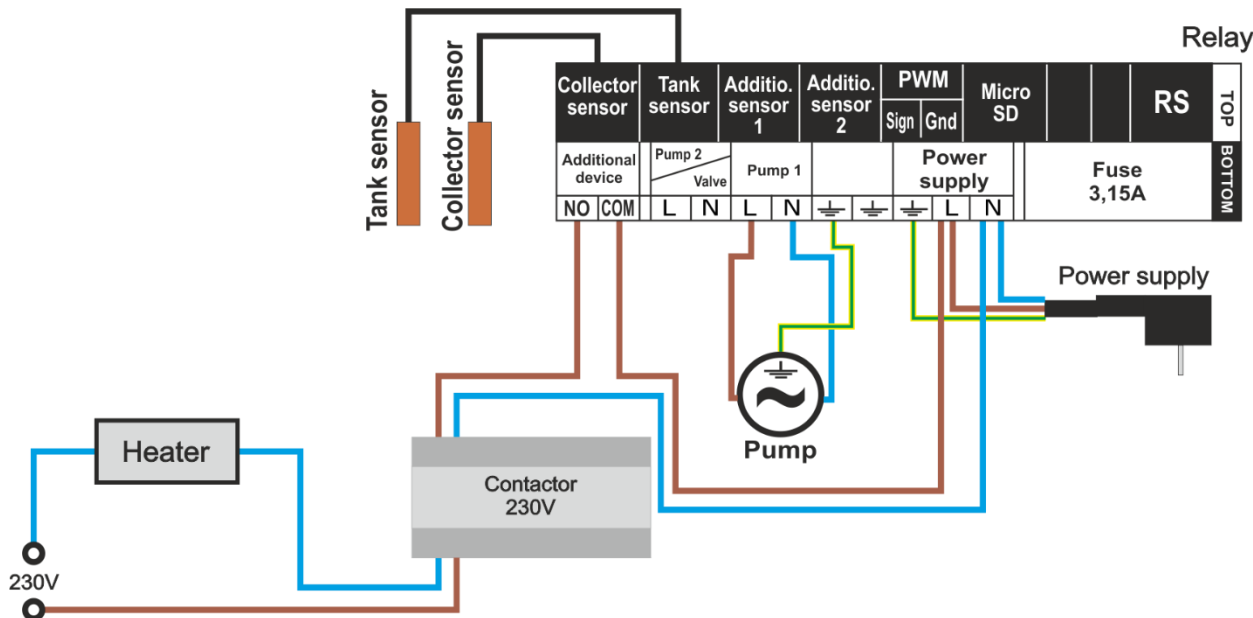 Relay
Tank sensor
Collector sensor
Collector
sensor
Tank
sensor
Additio.
sensor
1
Additio.
sensor
2
PWM
Sign
Gnd
Micro
SD
RS
TOP
Additional
device
Pump 2
Valve
Pump 1
Power
supply
Fuse
3,15A
BOTTOM
NO COM L N L N L N
Power supply
Pump
Heater
Contactor
230V
230V